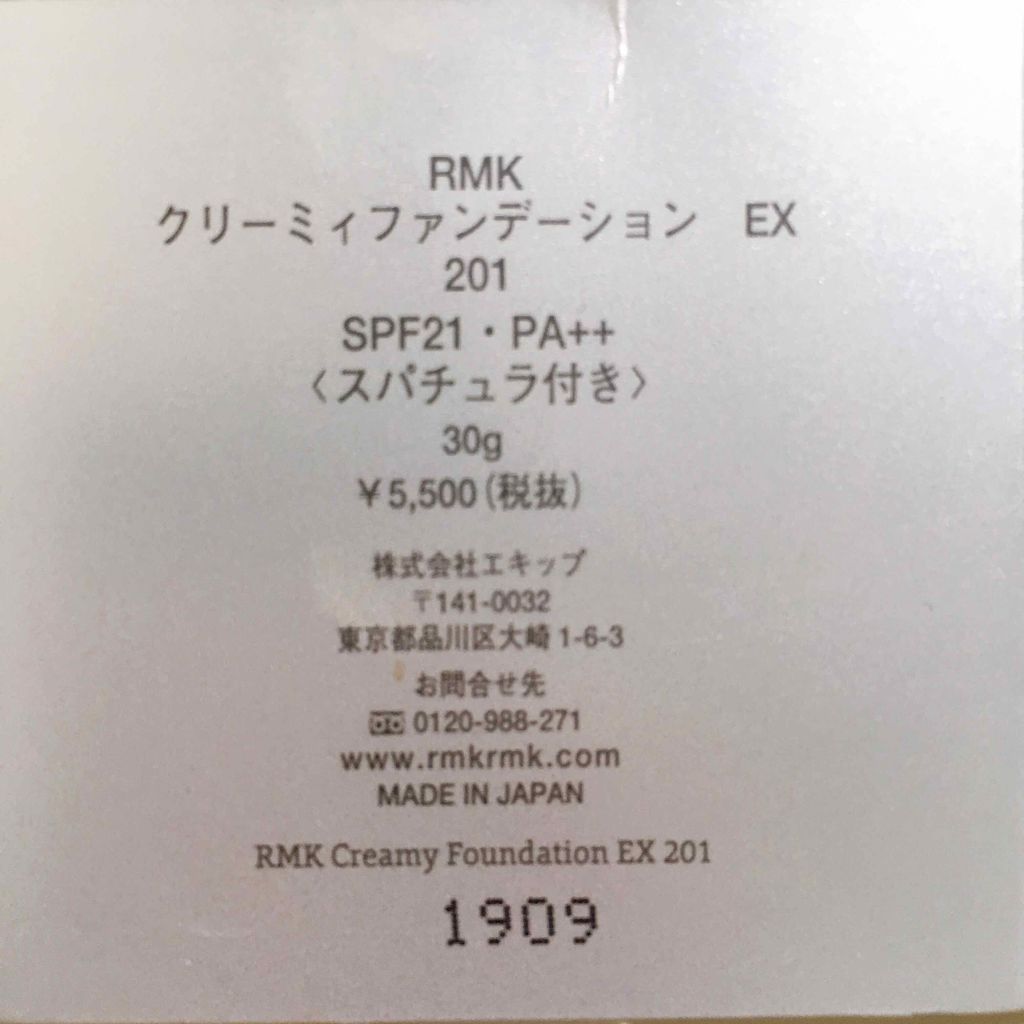 RMK
クリーミィファンデーション EX
201
SPF21・PA++
〈スパチュラ付き〉
30g
¥5,500(税抜)
株式会社エキップ
〒141-0032
東京都品川区大崎1-6-3
お問合せ先
0120-988-271
www.rmkrmk.com
MADE IN JAPAN
RMK Creamy Foundation EX 201
1909